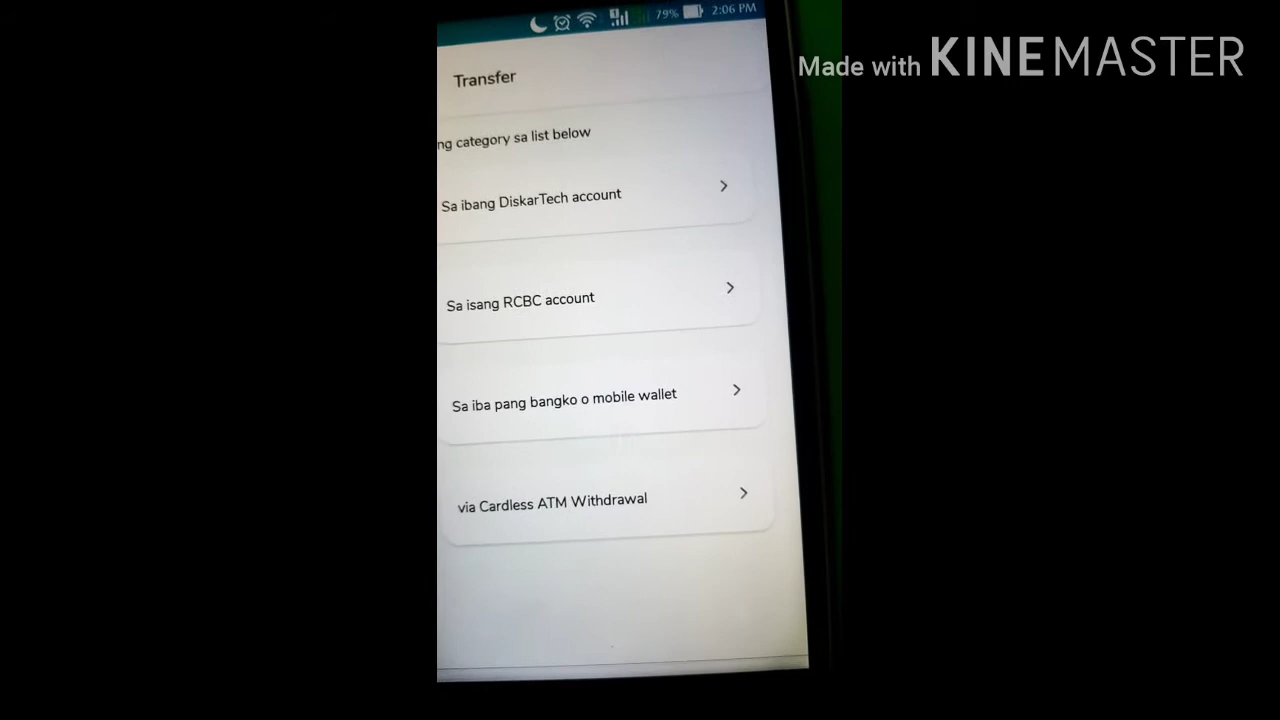 79% 2:06 PM
Made with KINEMASTER
Transfer
ng category sa list below
Sa ibang DiskarTech account
Sa isang RCBC account
Sa iba pang bangko o mobile wallet
via Cardless ATM Withdrawal